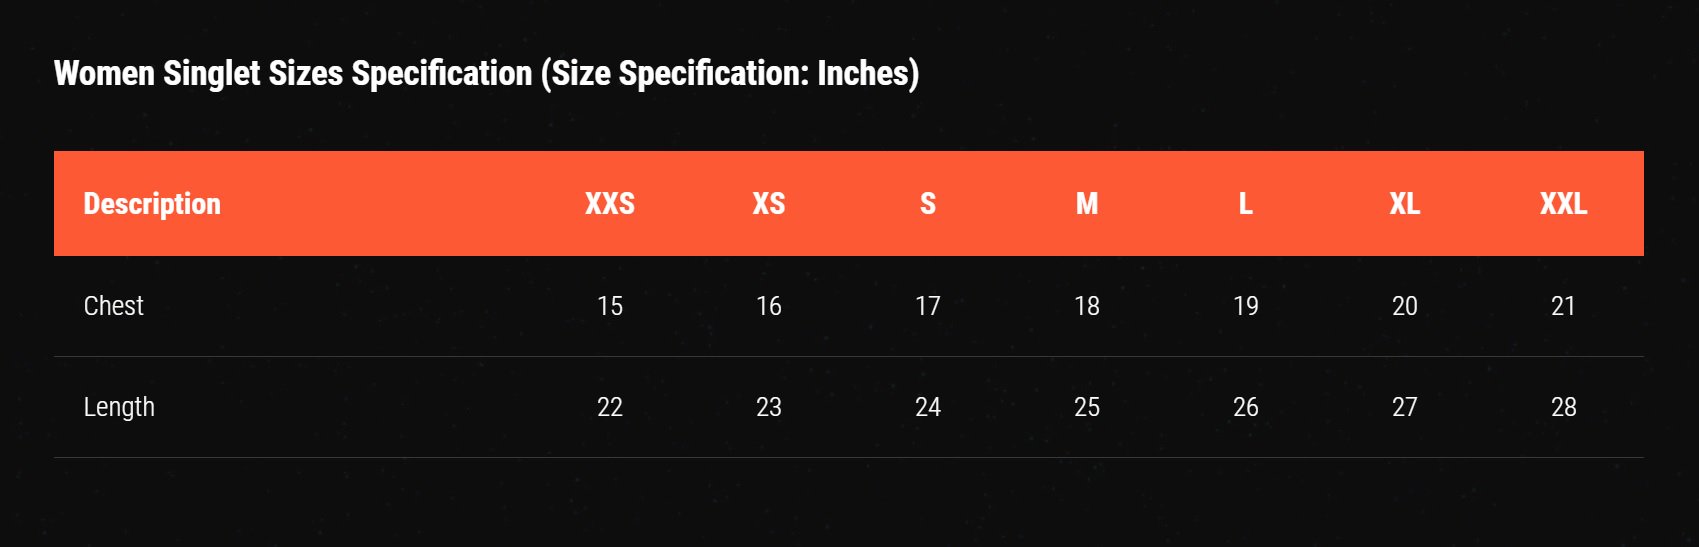 Women Singlet Sizes Specification (Size Specification: Inches)
Description XXS XS S M L XL XXL
Chest 15 16 17 18 19 20 21
Length 22 23 24 25 26 27 28